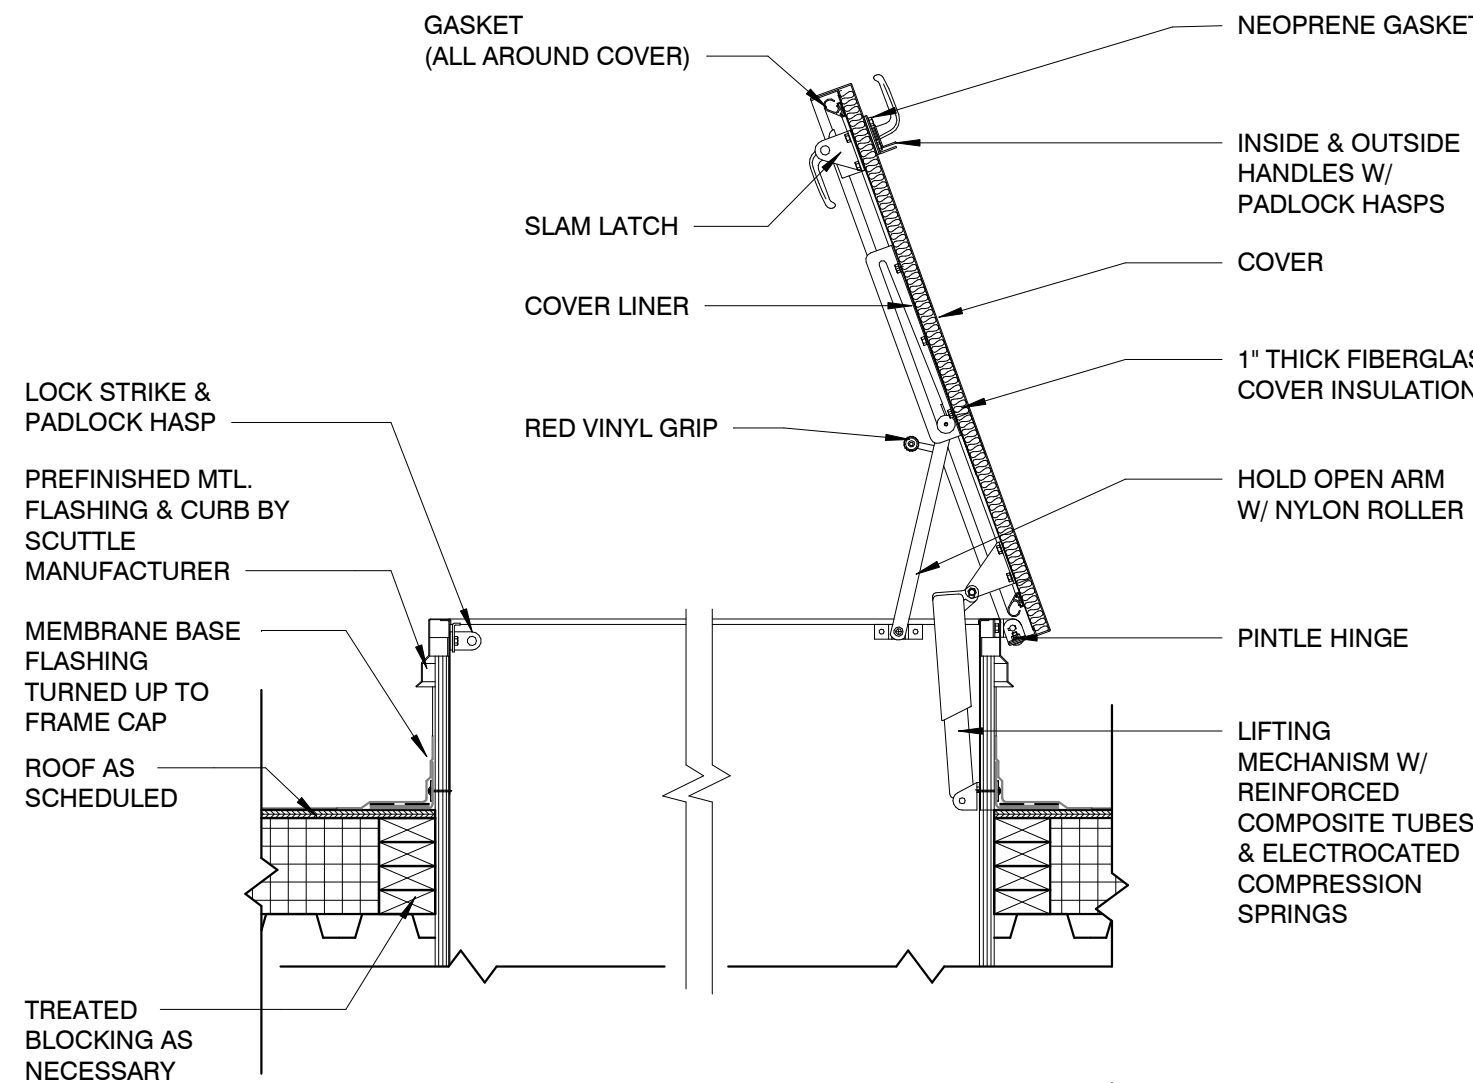 GASKET
(ALL AROUND COVER)
SLAM LATCH
COVER LINER
LOCK STRIKE &
PADLOCK HASP
RED VINYL GRIP
PREFINISHED MTL.
FLASHING & CURB BY
SCUTTLE
MANUFACTURER
MEMBRANE BASE
FLASHING
TURNED UP TO
FRAME CAP
ROOF AS
SCHEDULED
TREATED
BLOCKING AS
NECESSARY
NEOPRENE GASKET
INSIDE & OUTSIDE
HANDLES W/
PADLOCK HASPS
COVER
1" THICK FIBERGLAS
COVER INSULATION
HOLD OPEN ARM
W/ NYLON ROLLER
PINTLE HINGE
LIFTING
MECHANISM W/
REINFORCED
COMPOSITE TUBES
& ELECTROCATED
COMPRESSION
SPRINGS